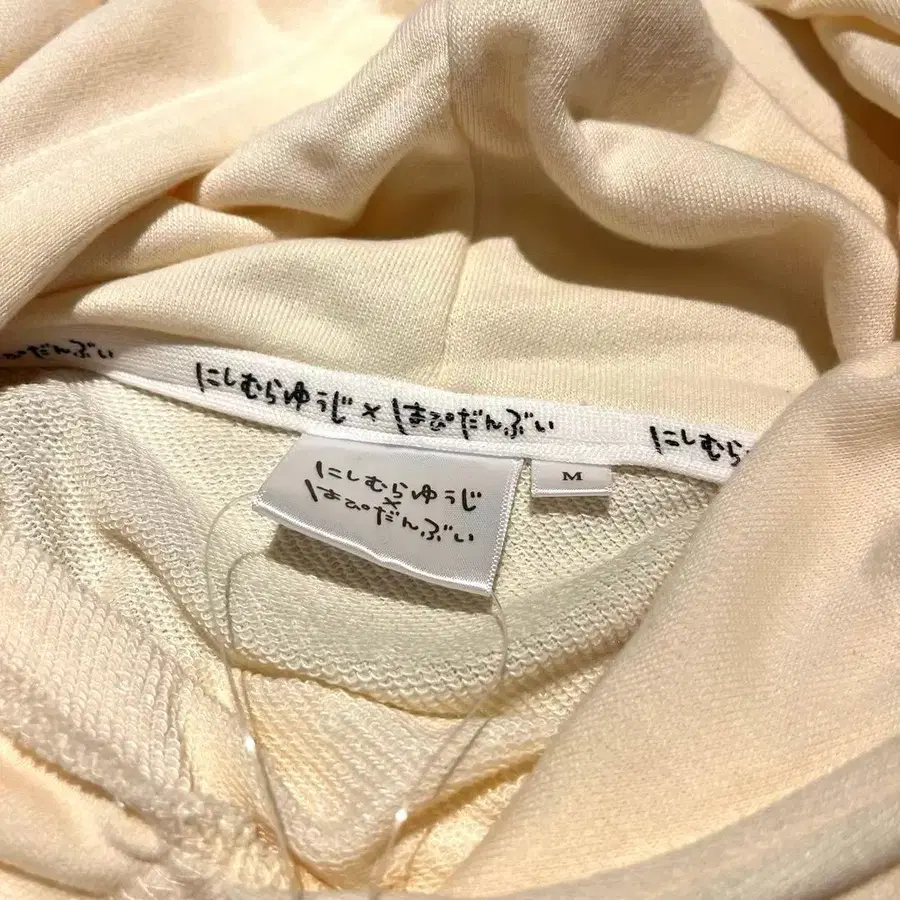 ぴだんぶい
にしむらゆうじ×はぴだんぶい
にしむら
にしむらゆうじ
×
はぴだんぶい
M